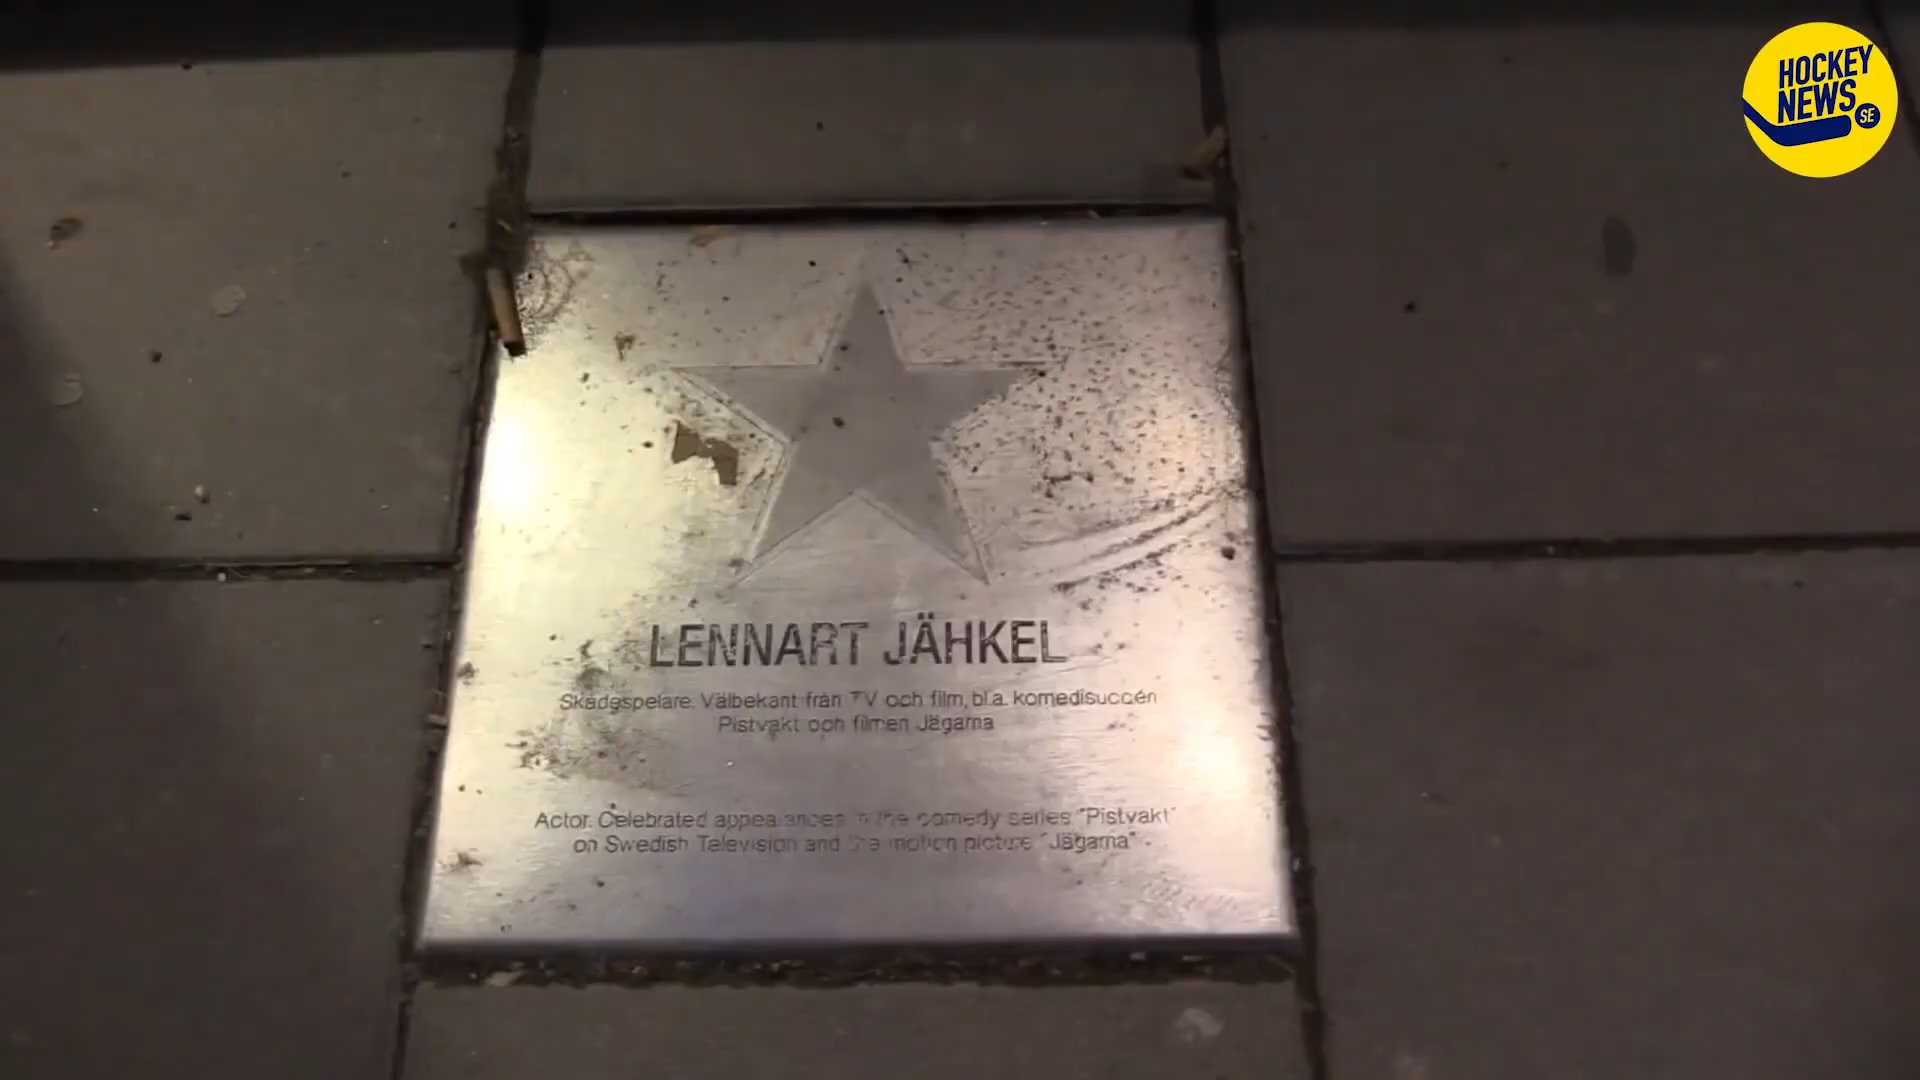 HOCKEY
NEWS
SE
LENNART JÄHKEL
Skådespelare. Välbekant från TV och film, bl.a. komedisuccén
Pistvakt och filmen Jägarna
Actor. Celebrated appearances in the comedy series "Pistvakt"
on Swedish Television and the motion picture "Jägarna"